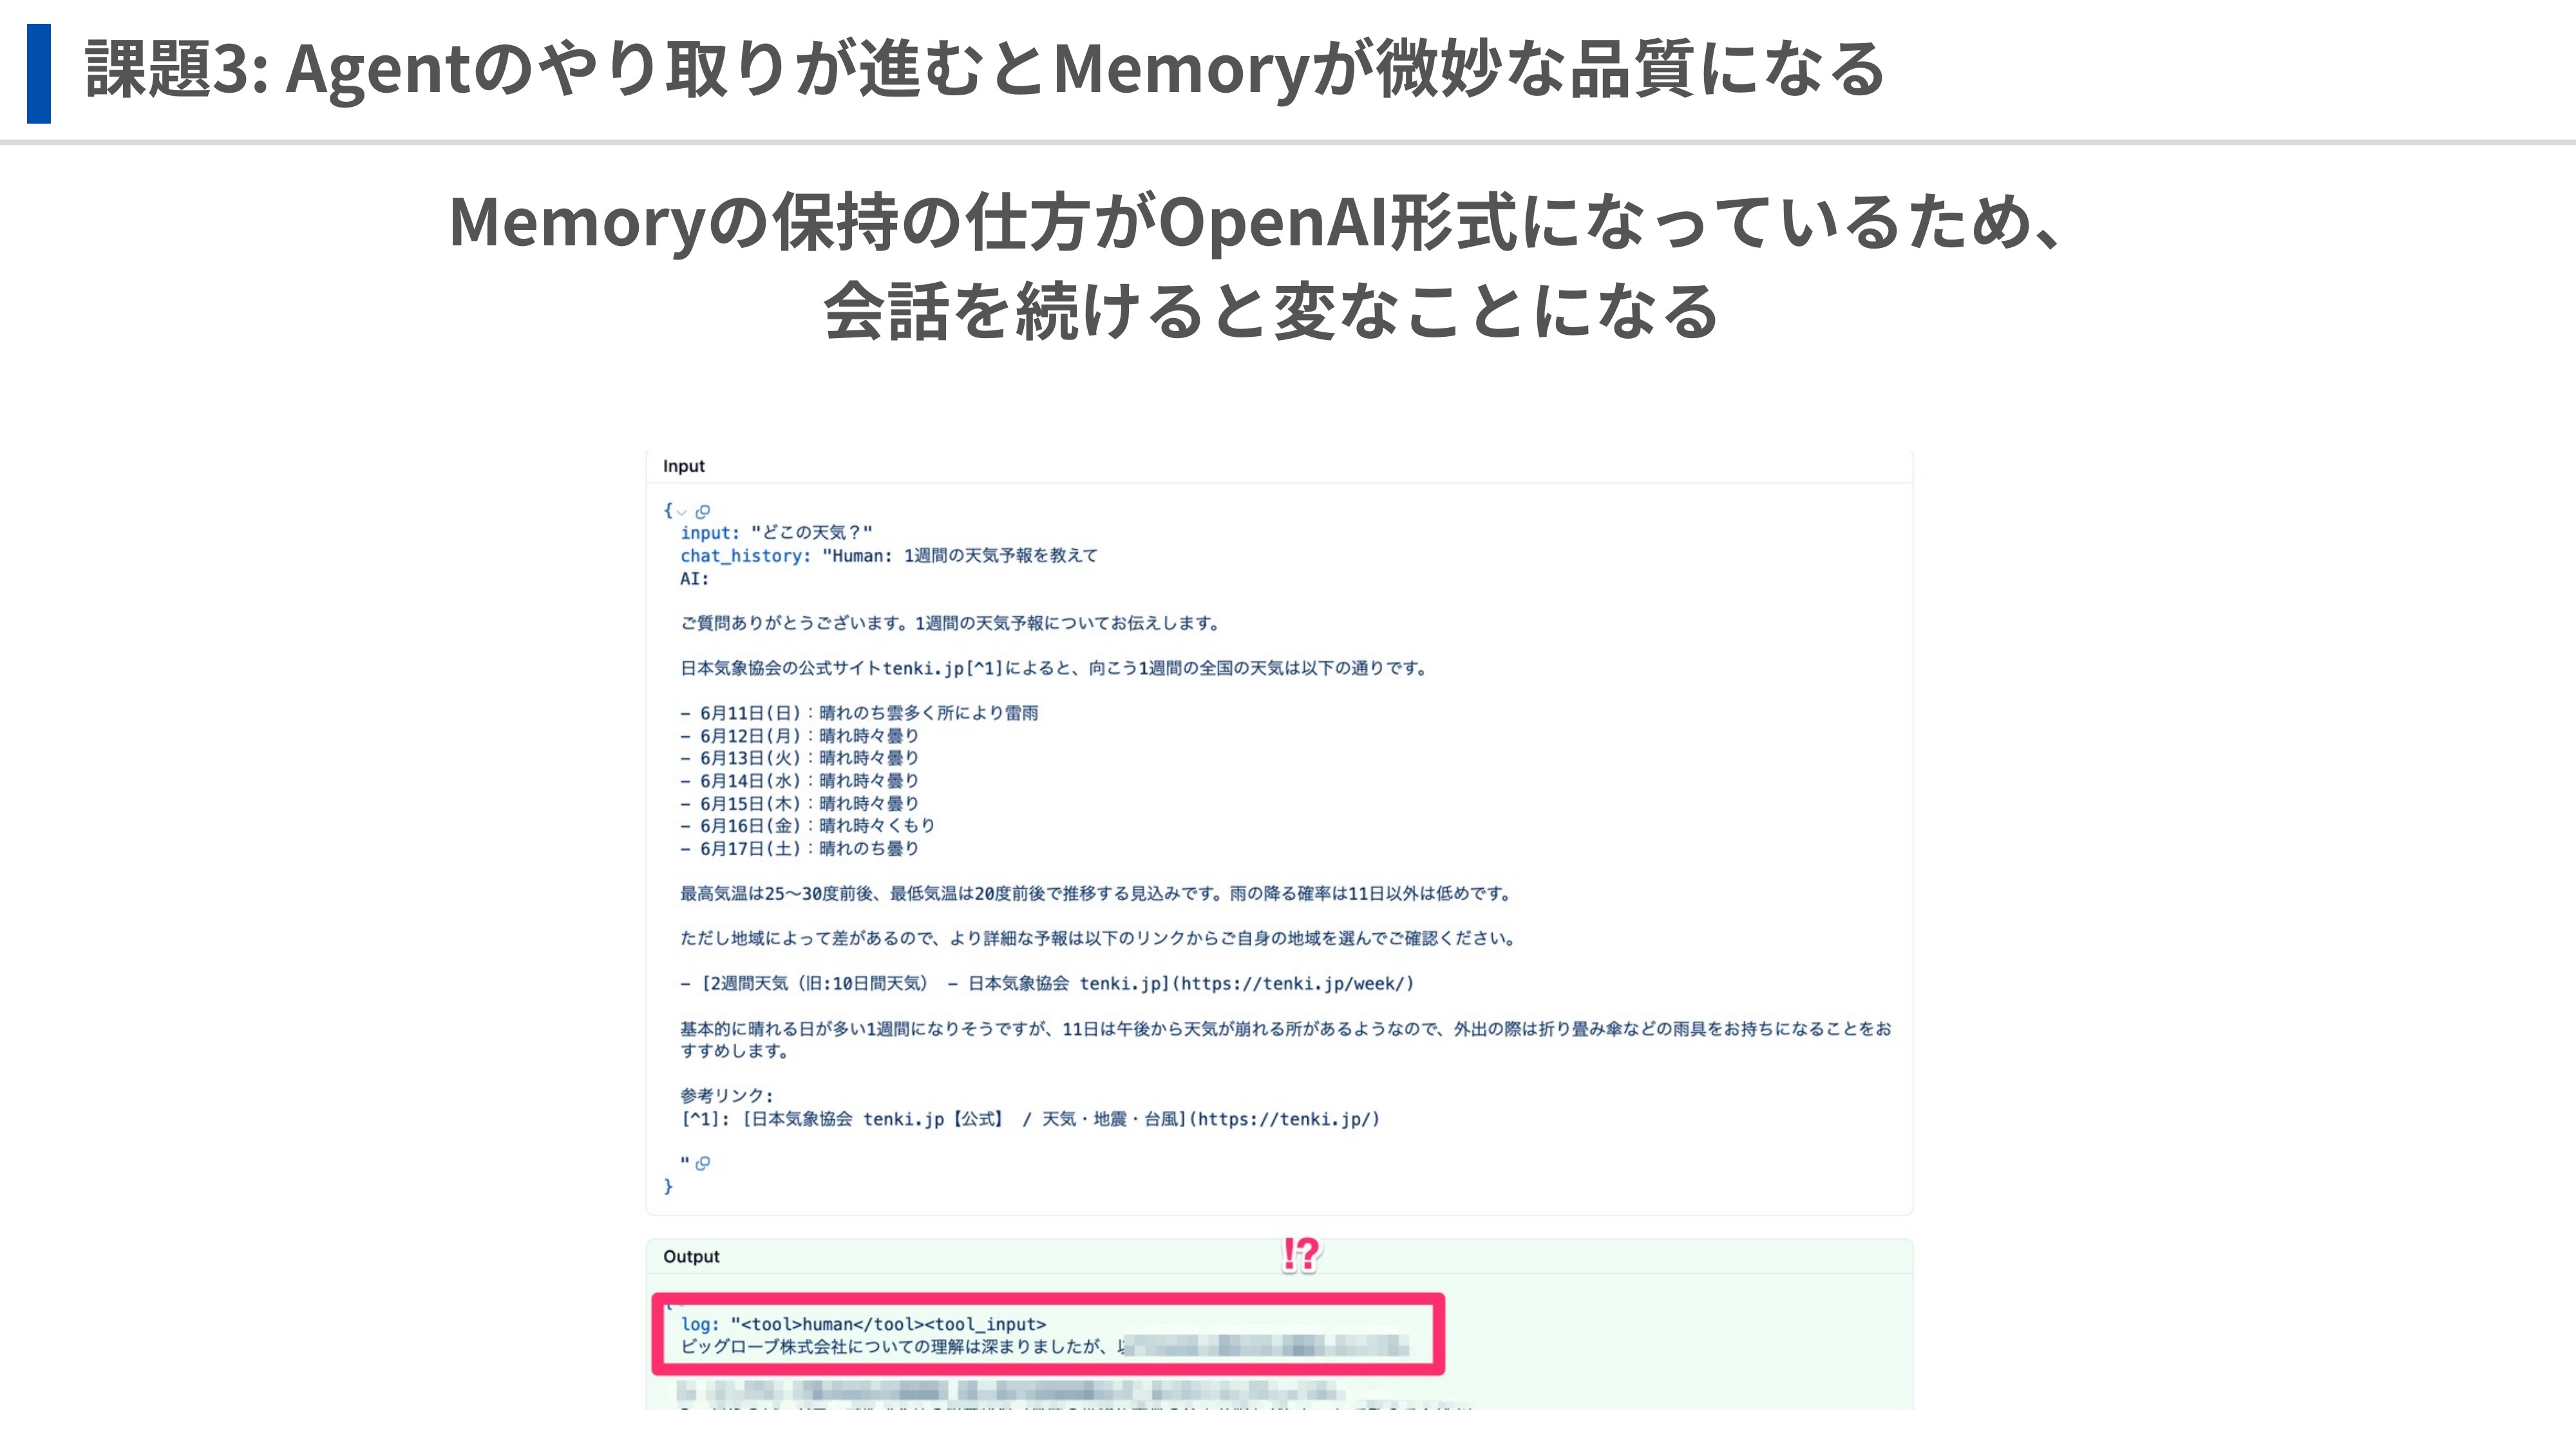 課題3: Agentのやり取りが進むとMemoryが微妙な品質になる
Memoryの保持の仕方がOpenAI形式になっているため、
会話を続けると変なことになる
Input
{
input: "どこの天気？"
chat_history: "Human: 1週間の天気予報を教えて
AI:
ご質問ありがとうございます。1週間の天気予報についてお伝えします。
日本気象協会の公式サイトtenki.jp[^1]によると、向こう1週間の全国の天気は以下の通りです。
- 6月11日(日)：晴れのち雲多く所により雷雨
- 6月12日(月)：晴れ時々曇り
- 6月13日(火)：晴れ時々曇り
- 6月14日(水)：晴れ時々曇り
- 6月15日(木)：晴れ時々曇り
- 6月16日(金)：晴れ時々くもり
- 6月17日(土)：晴れのち曇り
最高気温は25〜30度前後、最低気温は20度前後で推移する見込みです。雨の降る確率は11日以外は低めです。
ただし地域によって差があるので、より詳細な予報は以下のリンクからご自身の地域を選んでご確認ください。
- [2週間天気（旧:10日間天気） - 日本気象協会 tenki.jp](https://tenki.jp/week/)
基本的に晴れる日が多い1週間になりそうですが、11日は午後から天気が崩れる所があるようなので、外出の際は折り畳み傘などの雨具をお持ちになることをお
すすめします。
参考リンク:
[^1]: [日本気象協会 tenki.jp【公式】 / 天気・地震・台風](https://tenki.jp/)
"
}
!?
Output
log: "<tool>human</tool><tool_input>
ビッグローブ株式会社についての理解は深まりましたが、